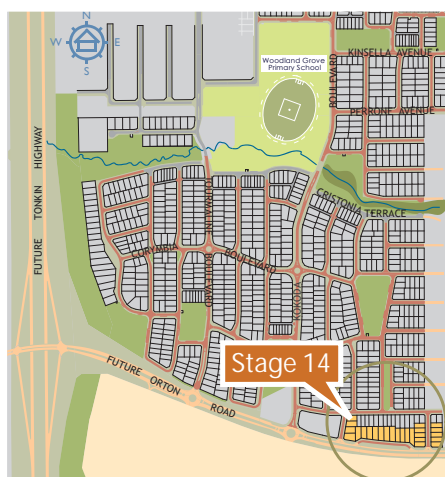 N
W E
S
Woodland Grove
Primary School
KINSELLA AVENUE
BOULEVARD
PERRONE AVENUE
FUTURE TONKIN HIGHWAY
CRISTONIA
TERRACE
TOURMALINE
BOULEVARD
CORYMBIA
BOULEVARD
KOKODA
Stage 14
FUTURE ORTON
ROAD